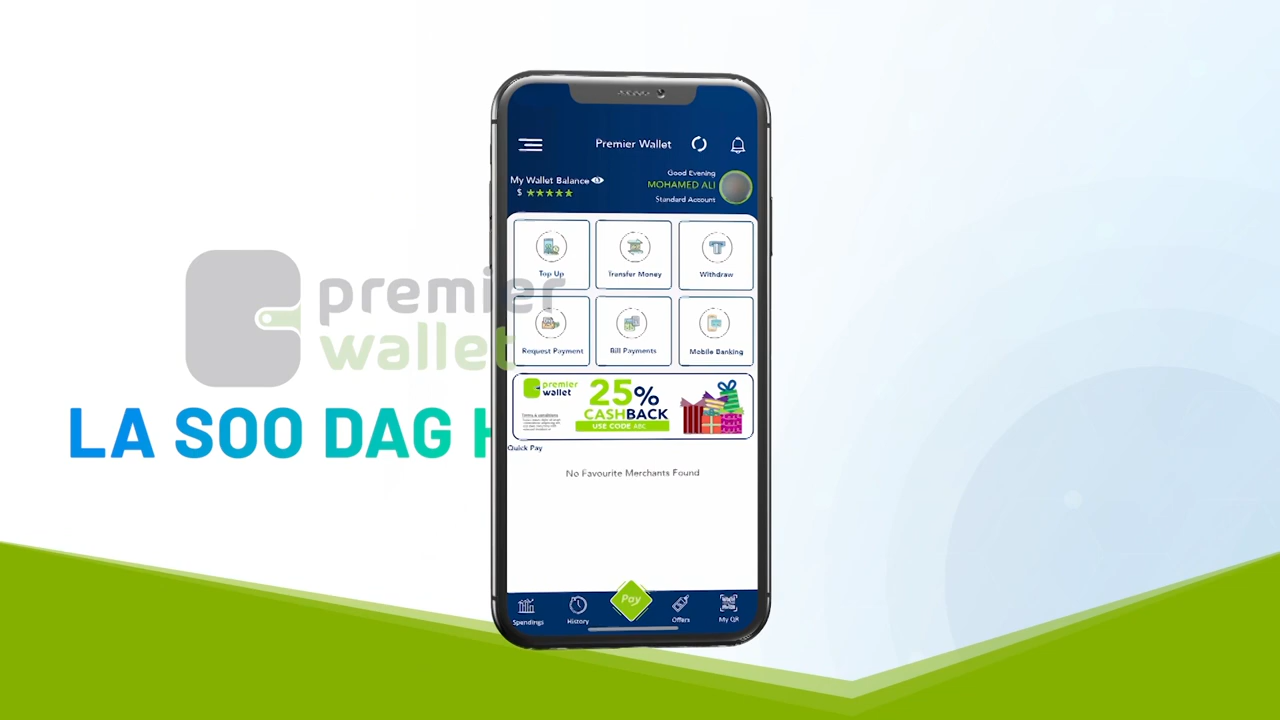 Premier Wallet
My Wallet Balance
$ ★★★★★
Good Evening
MOHAMED ALI
Standard Account
Top Up
Transfer Money
Withdraw
premier
wallet
Request Payment
Bill Payments
Mobile Banking
premier
wallet
25%
CASHBACK
USE CODE ABC
Terms & conditions
LA SOO DAG H
Quick Pay
No Favourite Merchants Found
Pay
Spendings
History
Offers
My QR